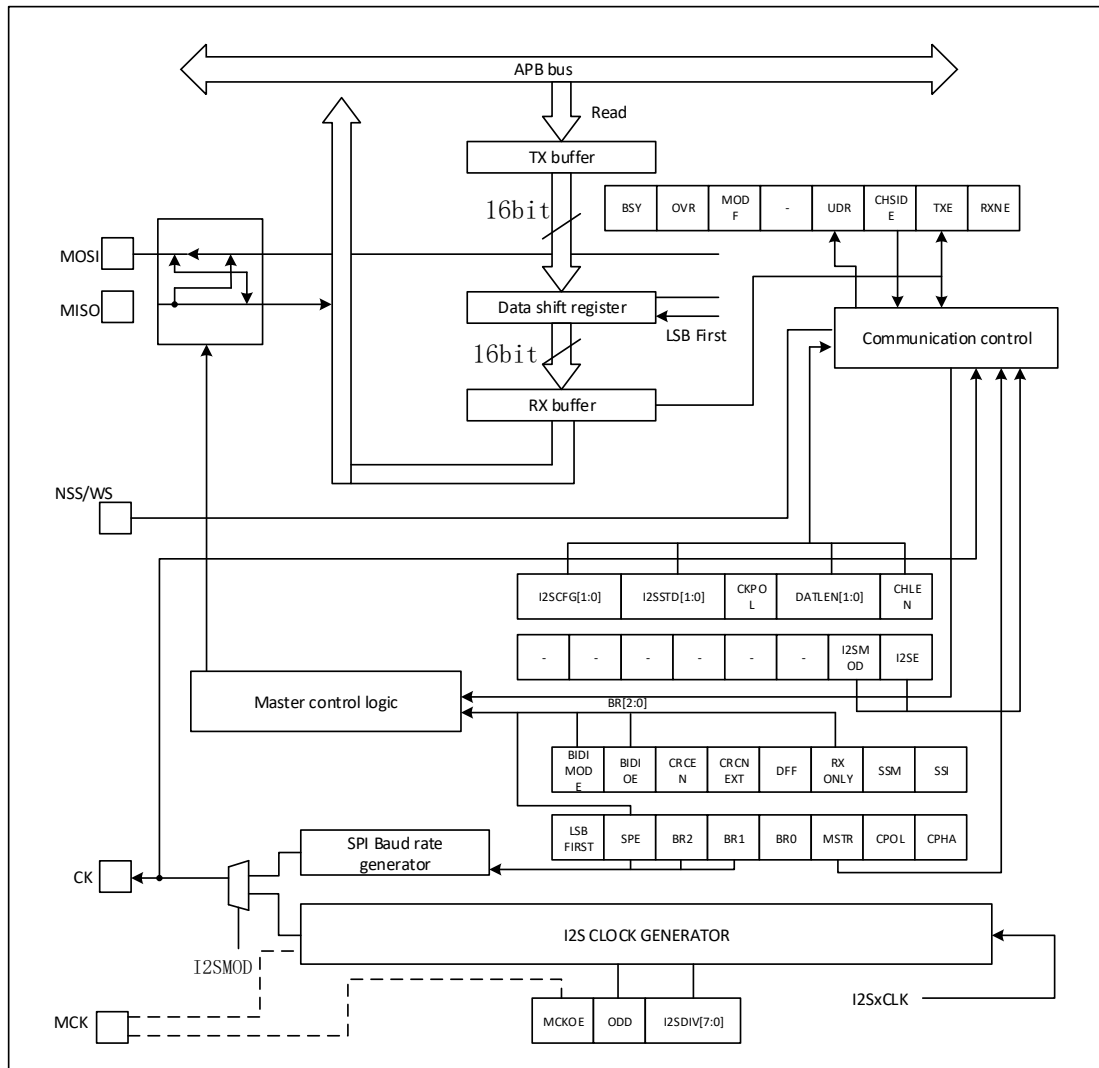 APB bus
Read
TX buffer
16bit
BSY
OVR
MOD
F
-
UDR
CHSID
E
TXE
RXNE
MOSI
MISO
Data shift register
LSB First
Communication control
16bit
RX buffer
NSS/WS
I2SCFG[1:0]
I2SSTD[1:0]
CKPO
L
DATLEN[1:0]
CHLE
N
-
-
-
-
-
-
I2SM
OD
I2SE
Master control logic
BR[2:0]
BIDI
MOD
E
BIDI
OE
CRCE
N
CRCN
EXT
DFF
RX
ONLY
SSM
SSI
LSB
FIRST
SPE
BR2
BR1
BR0
MSTR
CPOL
CPHA
SPI Baud rate
generator
CK
I2S CLOCK GENERATOR
I2SMOD
I2SxCLK
MCK
MCKOE
ODD
I2SDIV[7:0]